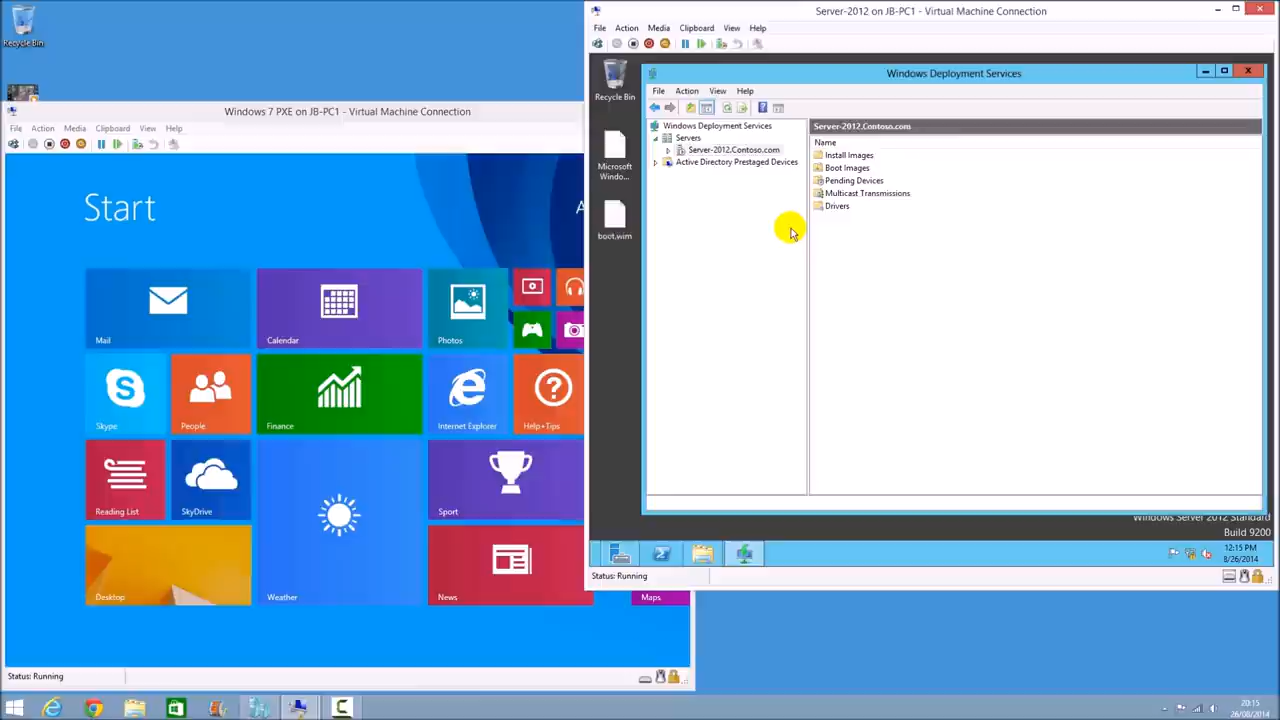 Recycle Bin
Windows 7 PXE on JB-PC1 - Virtual Machine Connection
File Action Media Clipboard View Help
Start
A
Mail
Calendar
Photos
Skype
People
Finance
Internet Explorer
Help+Tips
Reading List
SkyDrive
Sport
Desktop
Weather
News
Maps
Status: Running
Server-2012 on JB-PC1 - Virtual Machine Connection
File Action Media Clipboard View Help
Recycle Bin
Microsoft
Windo...
boot.wim
Windows Deployment Services
File Action View Help
Windows Deployment Services
Servers
Server-2012.Contoso.com
Active Directory Prestaged Devices
Server-2012.Contoso.com
Name
Install Images
Boot Images
Pending Devices
Multicast Transmissions
Drivers
Windows Server 2012 Standard
Build 9200
12:15 PM
8/26/2014
Status: Running
20:15
26/08/2014